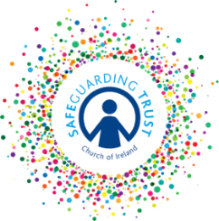 SAFEGUARDING TRUST
Church of Ireland